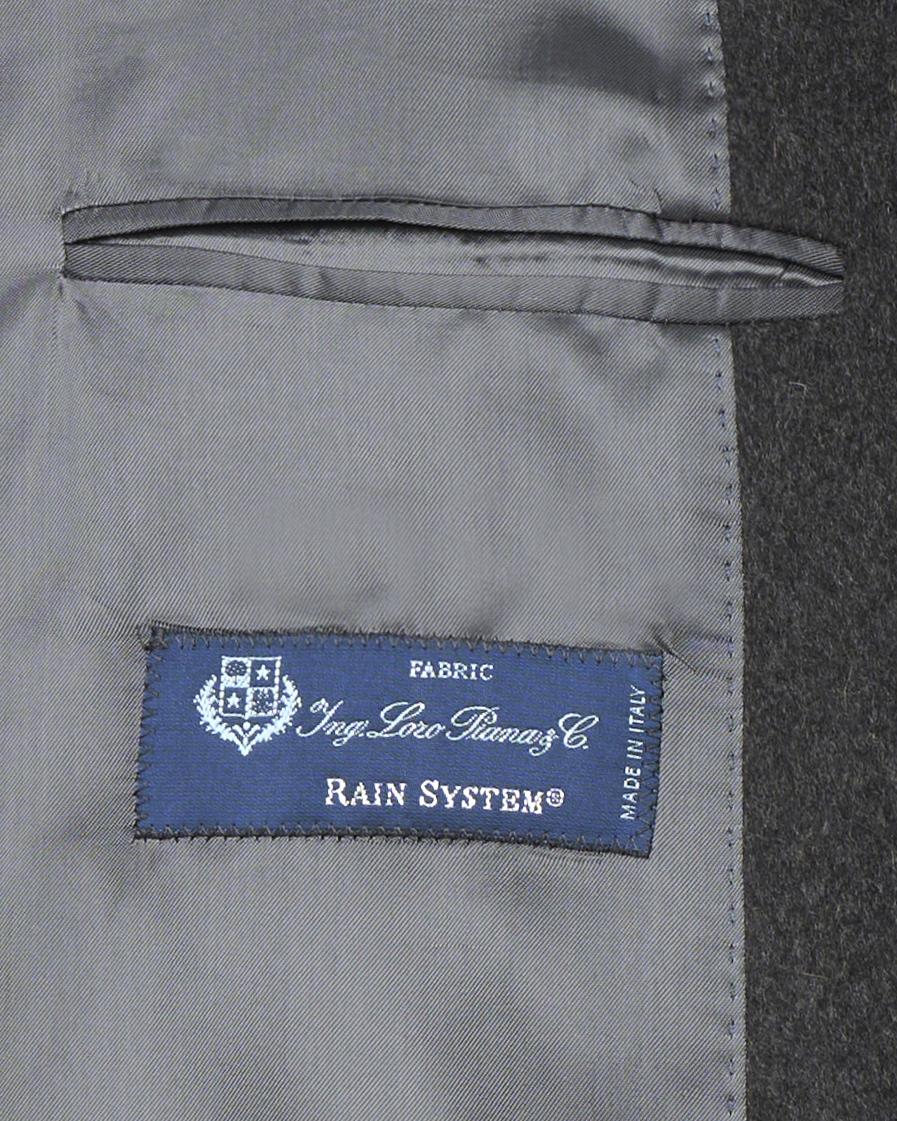 FABRIC
Ing. Loro Piana & C.
RAIN SYSTEM®
MADE IN ITALY